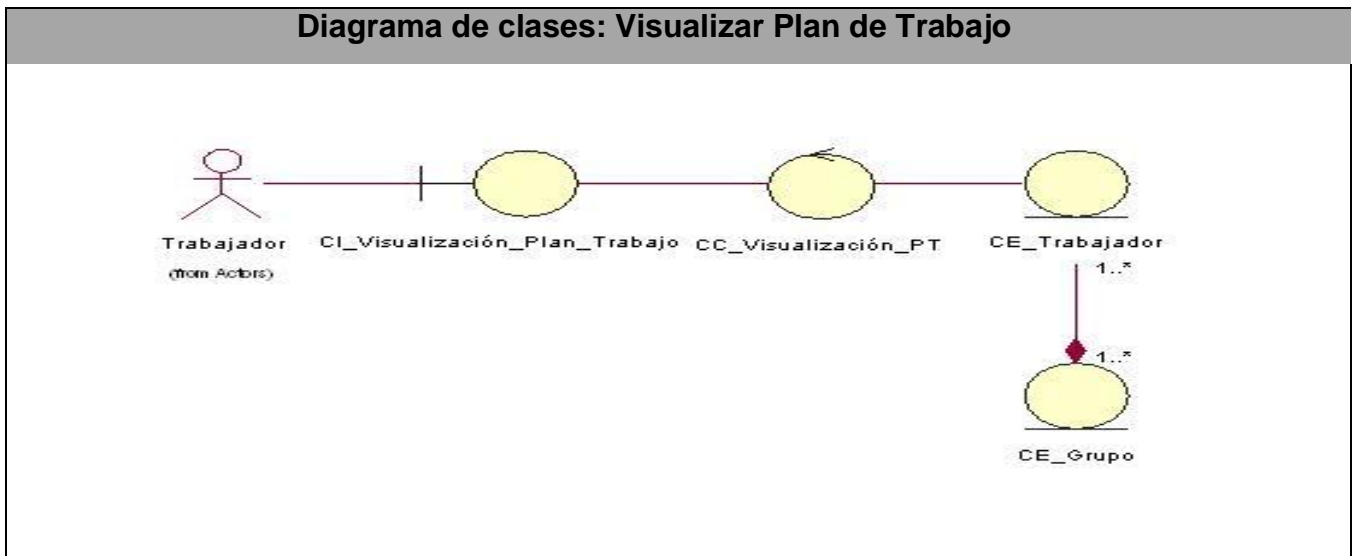 Diagrama de clases: Visualizar Plan de Trabajo
Trabajador
(from Actors)
CI_Visualización_Plan_Trabajo
CC_Visualización_PT
CE_Trabajador
1..*
1..*
CE_Grupo